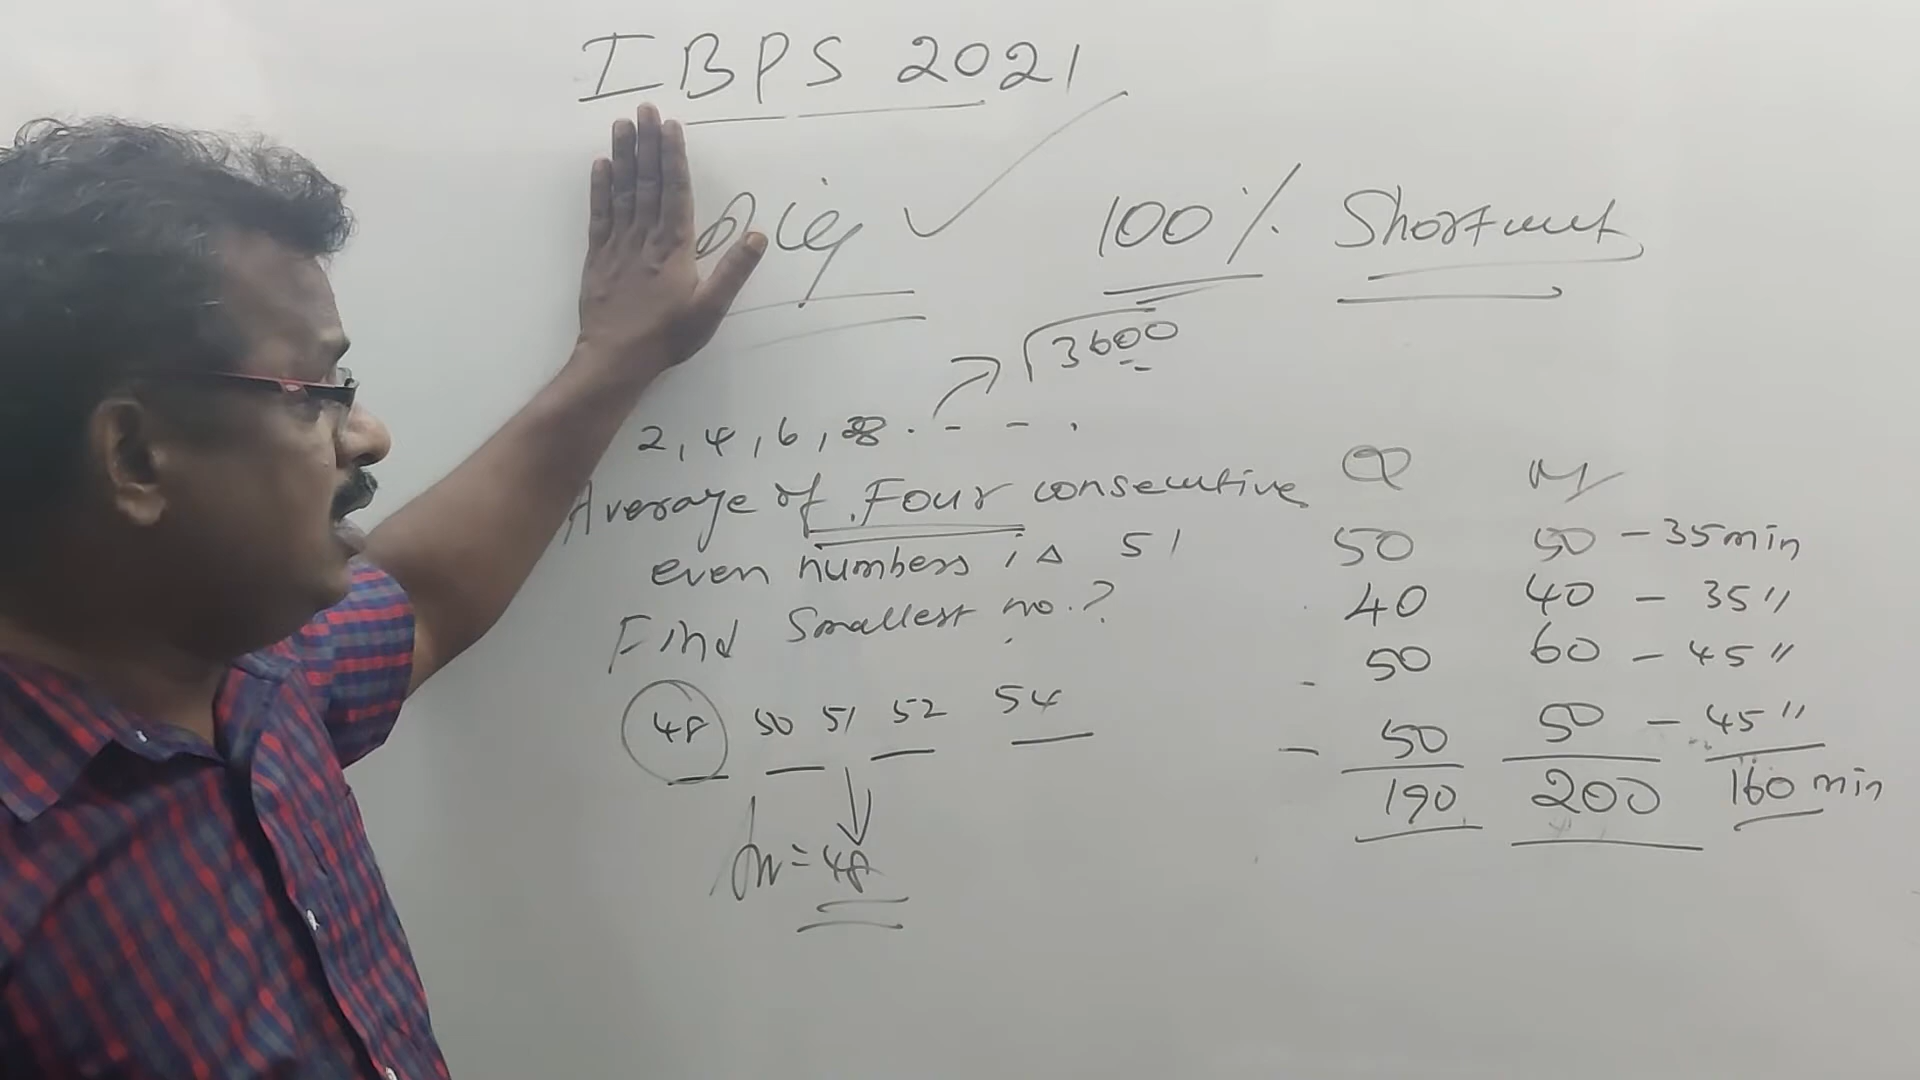 IBPS 2021
100% Shortcut
√3600
2, 4, 6, 8 . - - .
Average of Four consecutive
even numbers is 51
Find Smallest no.?
48 50 51 52 54
= 48
Q M
50 50 - 35 min
40 40 - 35 "
50 60 - 45 "
50 50 - 45 "
190 200 160 min